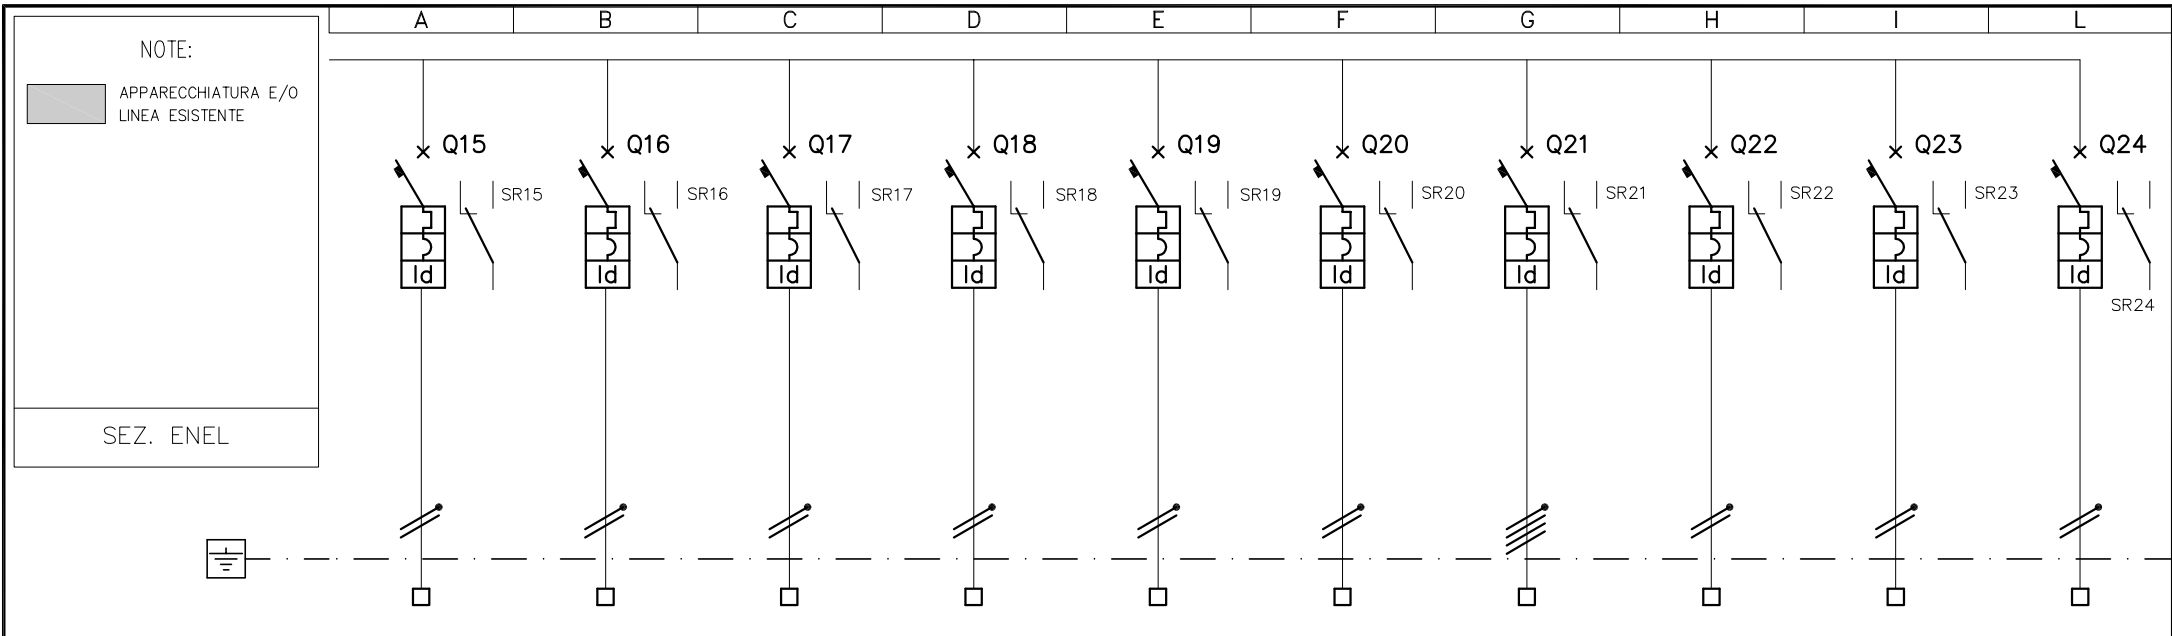 A B C D E F G H I L
NOTE:
APPARECCHIATURA E/O
LINEA ESISTENTE
Q15 Q16 Q17 Q18 Q19 Q20 Q21 Q22 Q23 Q24
SR15 SR16 SR17 SR18 SR19 SR20 SR21 SR22 SR23
Id Id Id Id Id Id Id Id Id Id
SR24
SEZ. ENEL